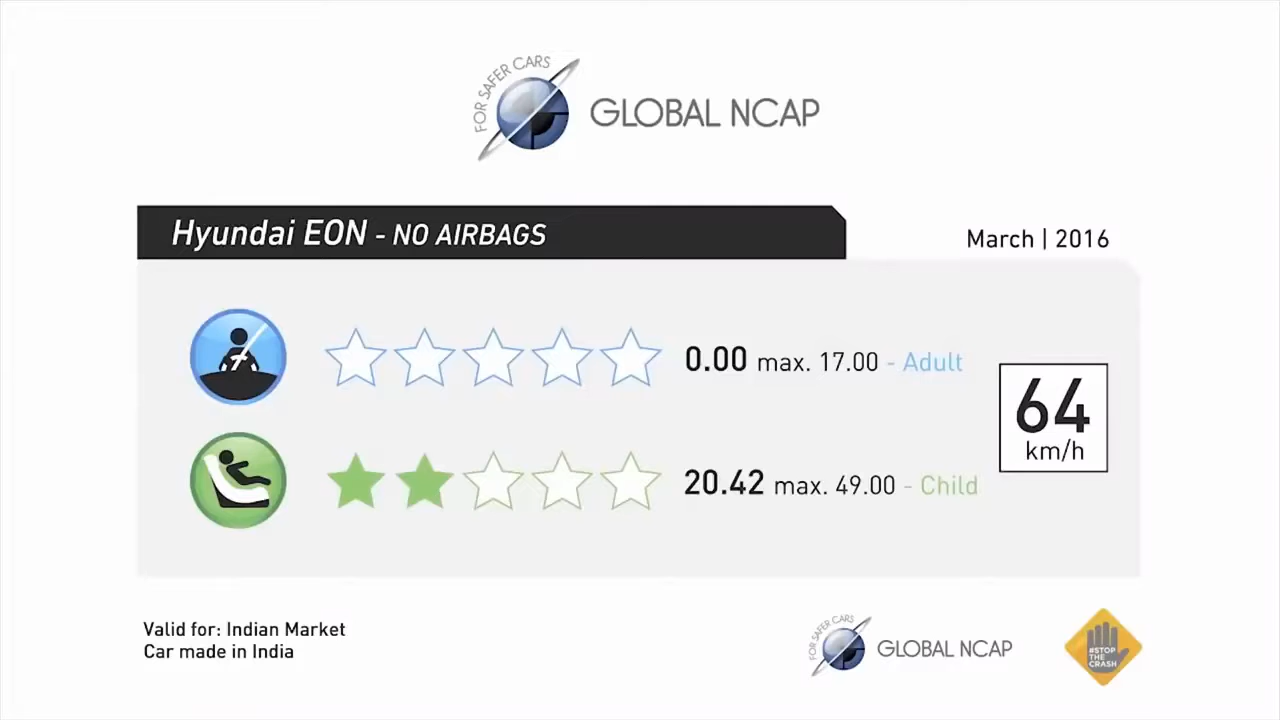 FOR SAFER CARS
GLOBAL NCAP
Hyundai EON - NO AIRBAGS
March | 2016
0.00 max. 17.00 - Adult
64
km/h
20.42 max. 49.00 - Child
Valid for: Indian Market
Car made in India
FOR SAFER CARS
GLOBAL NCAP
#STOP
THE
CRASH